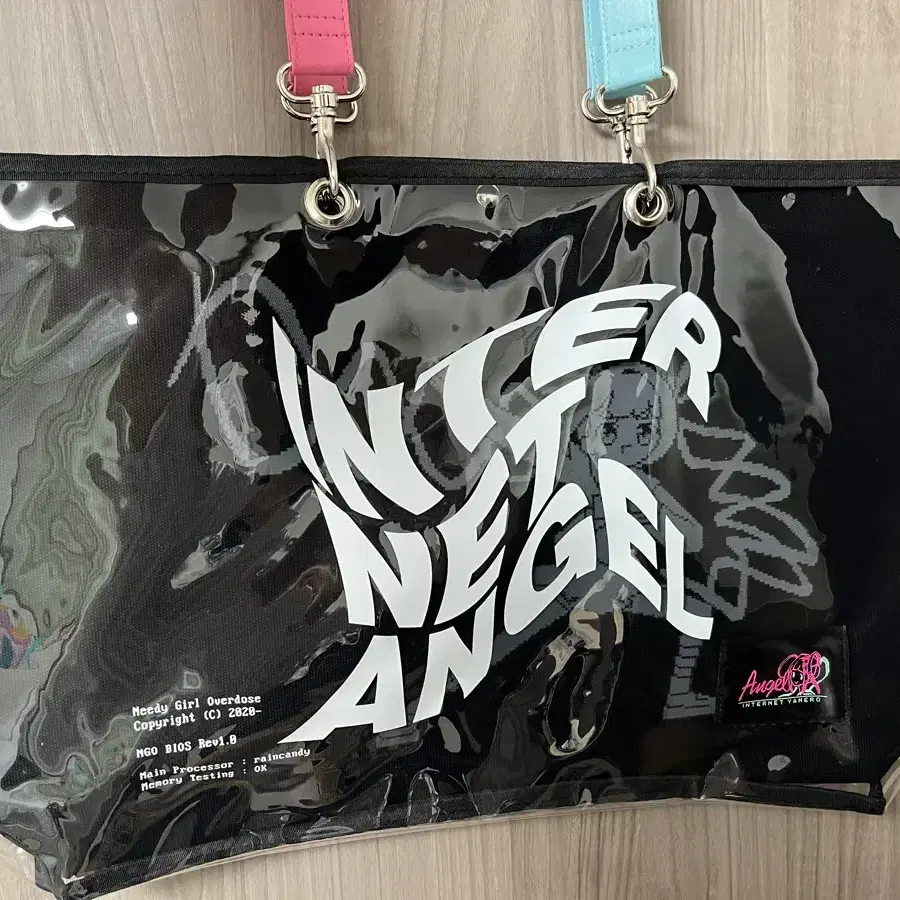 INTER
NET
ANGEL
Needy Girl Overdose
Copyright (C) 2020-
NGO BIOS Rev1.0
Main Processor : raincandy
Memory Testing : OK
Angel
INTERNET YAMERO